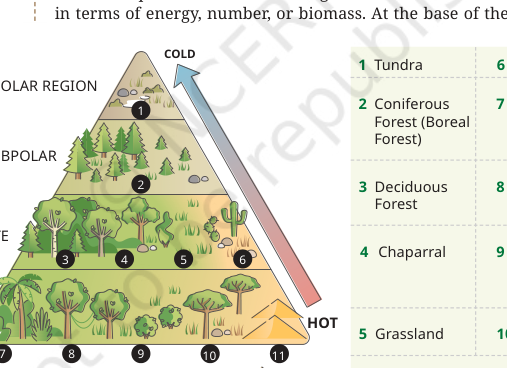 in terms of energy, number, or biomass. At the base of the
COLD
OLAR REGION
1
BPOLAR
2
TE
3 4 5 6
HOT
7 8 9 10 11
1 Tundra 6
2 Coniferous 7
Forest (Boreal
Forest)
3 Deciduous 8
Forest
4 Chaparral 9
5 Grassland 10